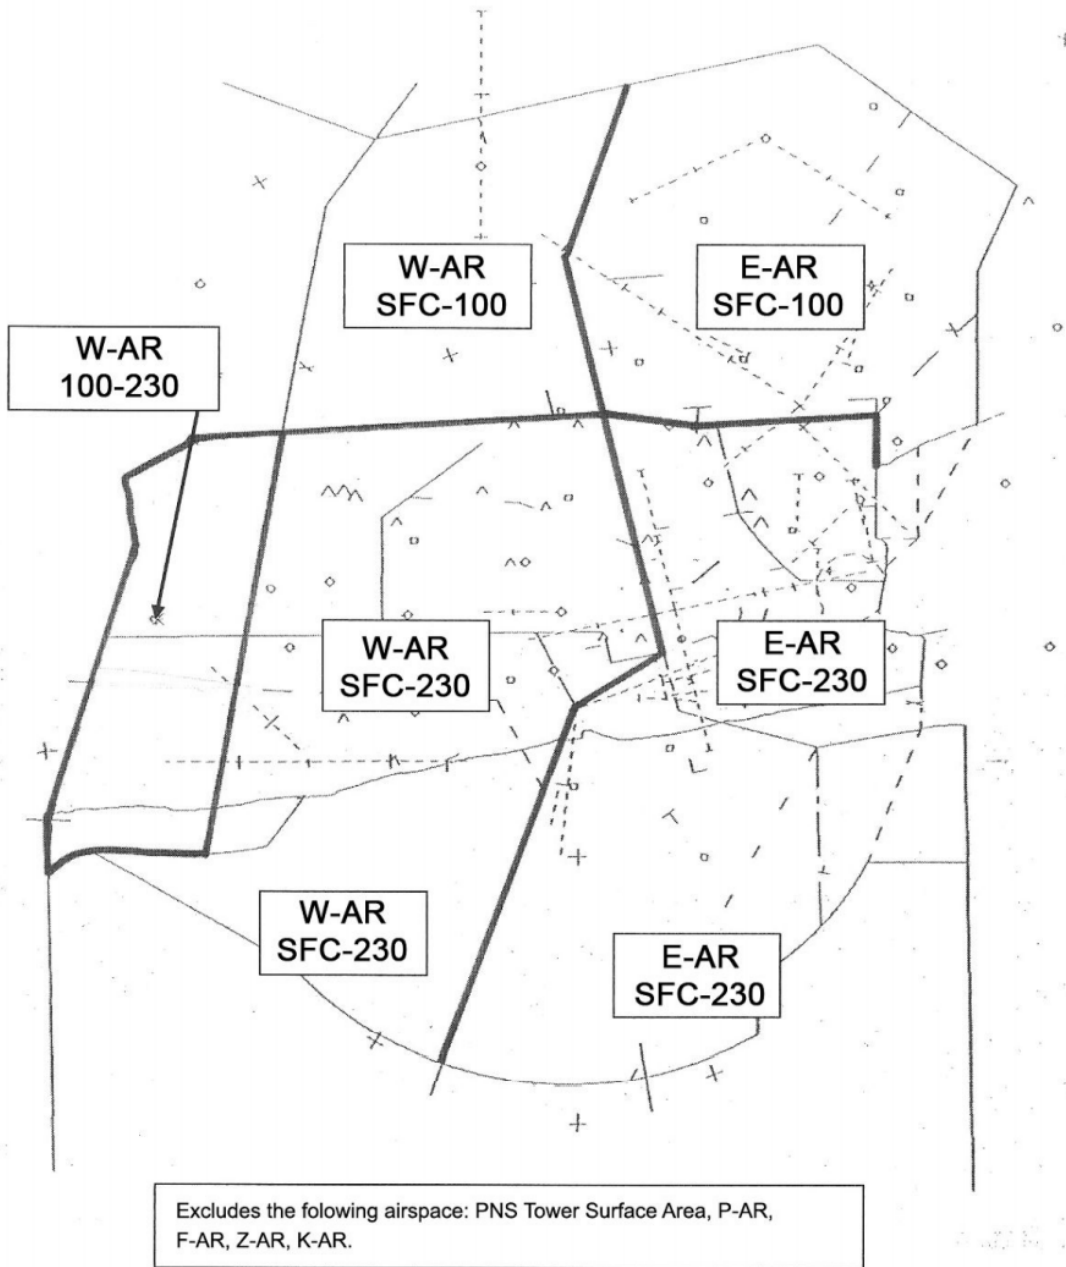 W-AR
SFC-100
E-AR
SFC-100
W-AR
100-230
W-AR
SFC-230
E-AR
SFC-230
W-AR
SFC-230
E-AR
SFC-230
Excludes the folowing airspace: PNS Tower Surface Area, P-AR,
F-AR, Z-AR, K-AR.